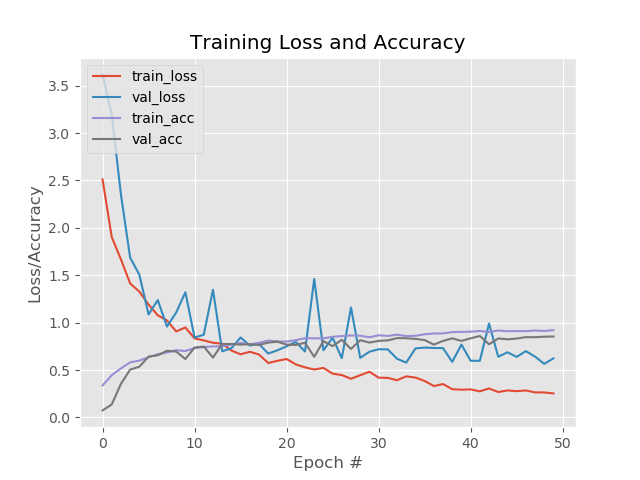 Training Loss and Accuracy
train_loss
val_loss
train_acc
val_acc
Loss/Accuracy
3.5
3.0
2.5
2.0
1.5
1.0
0.5
0.0
0 10 20 30 40 50
Epoch #